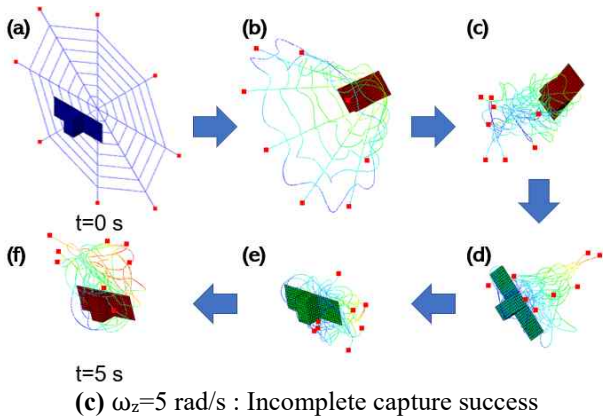 (a)
(b)
(c)
t=0 s
(f)
(e)
(d)
t=5 s
(c) ωz=5 rad/s : Incomplete capture success